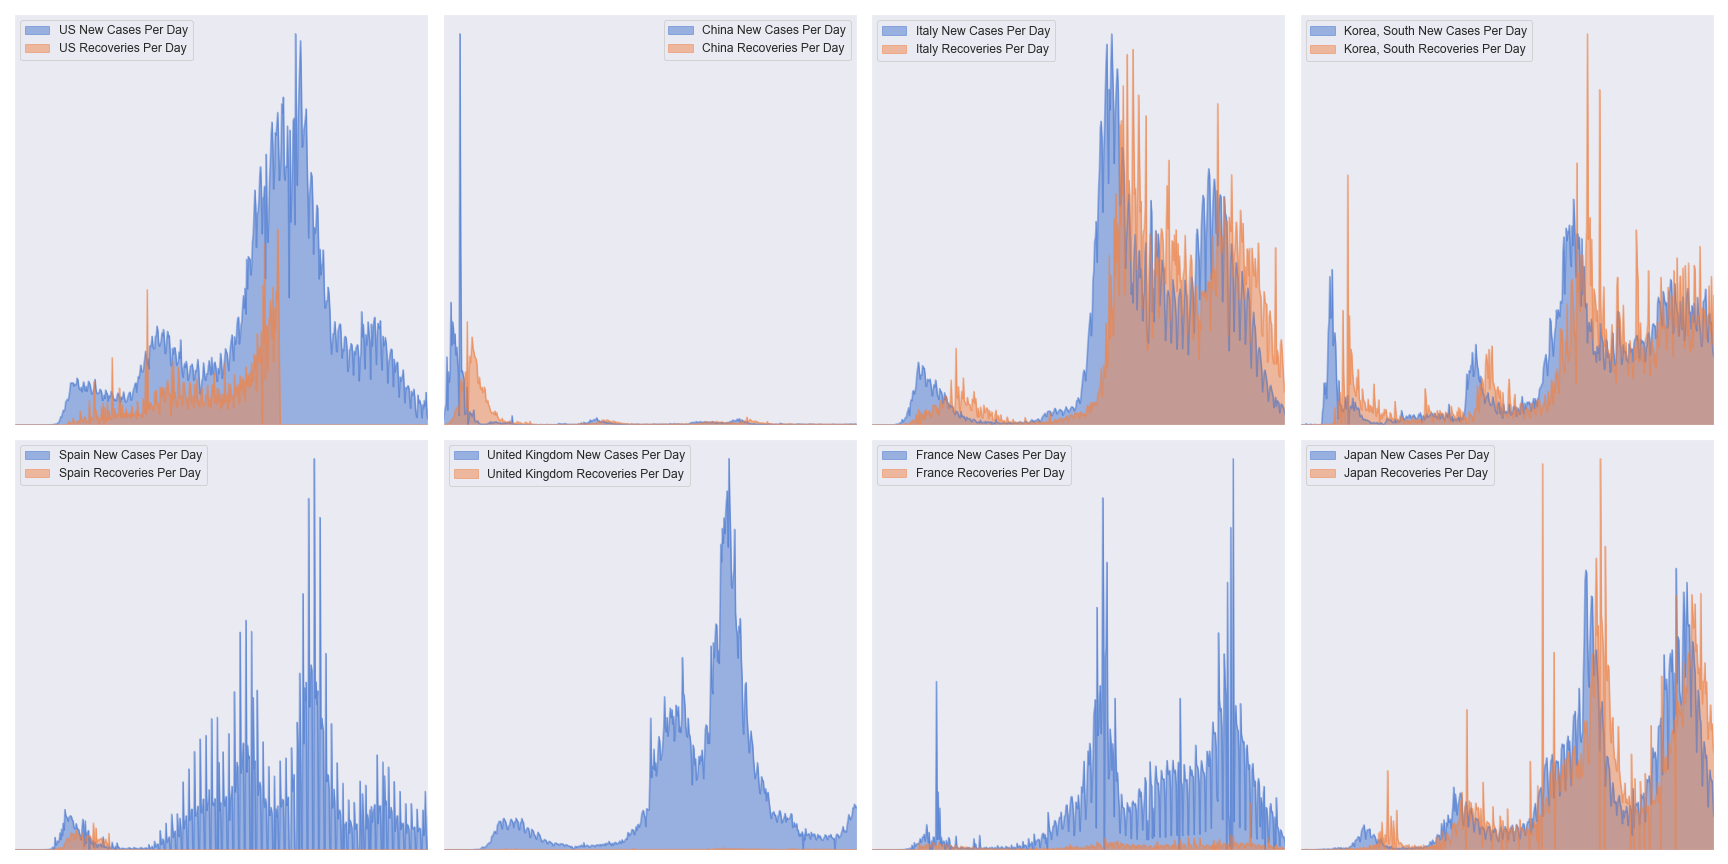 US New Cases Per Day
US Recoveries Per Day
China New Cases Per Day
China Recoveries Per Day
Italy New Cases Per Day
Italy Recoveries Per Day
Korea, South New Cases Per Day
Korea, South Recoveries Per Day
Spain New Cases Per Day
Spain Recoveries Per Day
United Kingdom New Cases Per Day
United Kingdom Recoveries Per Day
France New Cases Per Day
France Recoveries Per Day
Japan New Cases Per Day
Japan Recoveries Per Day